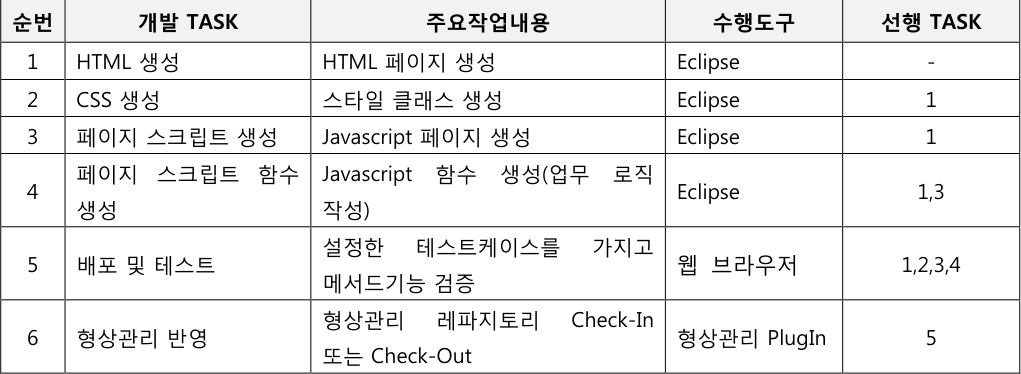 순번 개발 TASK 주요작업내용 수행도구 선행 TASK
1 HTML 생성 HTML 페이지 생성 Eclipse -
2 CSS 생성 스타일 클래스 생성 Eclipse 1
3 페이지 스크립트 생성 Javascript 페이지 생성 Eclipse 1
4 페이지 스크립트 함수 생성 Javascript 함수 생성(업무 로직 작성) Eclipse 1,3
5 배포 및 테스트 설정한 테스트케이스를 가지고 메서드기능 검증 웹 브라우저 1,2,3,4
6 형상관리 반영 형상관리 레파지토리 Check-In 또는 Check-Out 형상관리 PlugIn 5